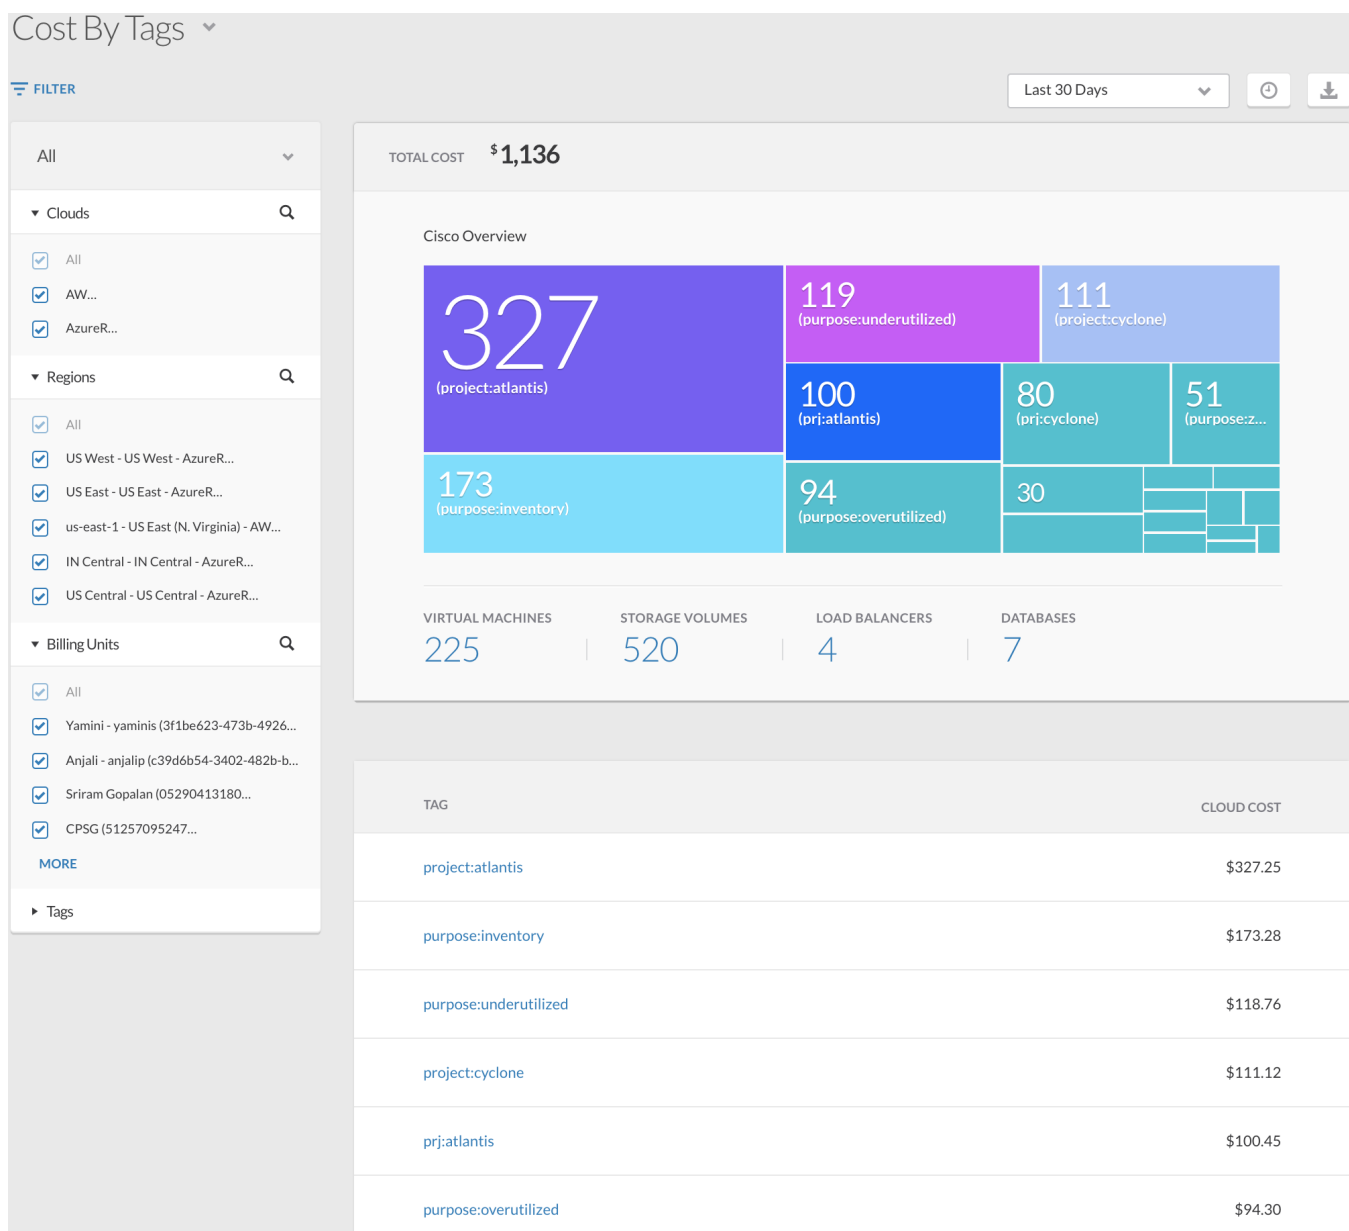 Cost By Tags
FILTER
Last 30 Days
All
Clouds
All
AW...
AzureR...
Regions
All
US West - US West - AzureR...
US East - US East - AzureR...
us-east-1 - US East (N. Virginia) - AW...
IN Central - IN Central - AzureR...
US Central - US Central - AzureR...
Billing Units
All
Yamini - yaminis (3f1be623-473b-4926...
Anjali - anjalip (c39d6b54-3402-482b-b...
Sriram Gopalan (05290413180...
CPSG (51257095247...
MORE
Tags
TOTAL COST $1,136
Cisco Overview
327
(project:atlantis)
173
(purpose:inventory)
119
(purpose:underutilized)
111
(project:cyclone)
100
(prj:atlantis)
80
(prj:cyclone)
51
(purpose:z...
94
(purpose:overutilized)
30
VIRTUAL MACHINES
225
STORAGE VOLUMES
520
LOAD BALANCERS
4
DATABASES
7
TAG CLOUD COST
project:atlantis $327.25
purpose:inventory $173.28
purpose:underutilized $118.76
project:cyclone $111.12
prj:atlantis $100.45
purpose:overutilized $94.30